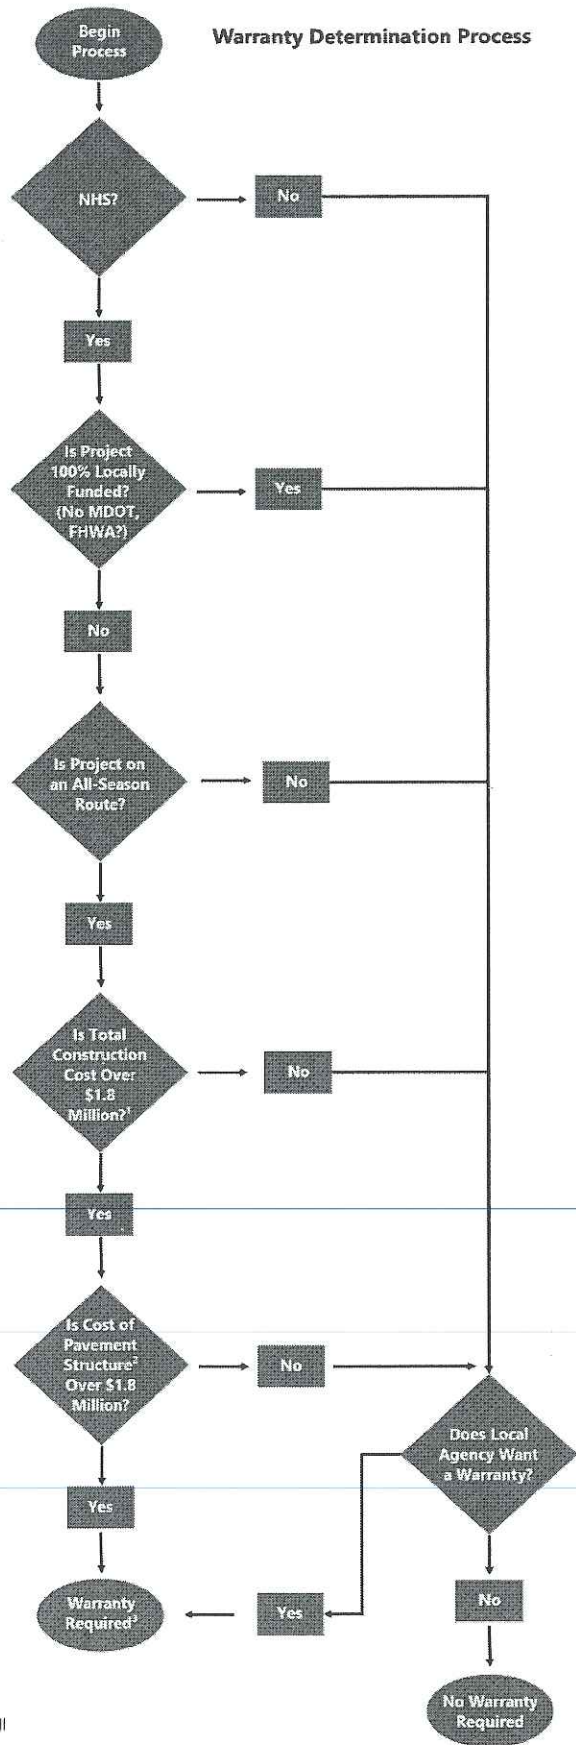 Begin
Process
Warranty Determination Process
NHS?
No
Yes
Is Project
100% Locally
Funded?
(No MDOT,
FHWA?)
Yes
No
Is Project on
an All-Season
Route?
No
Yes
Is Total
Construction
Cost Over
$1.8
Million?¹
No
Yes
Is Cost of
Pavement
Structure²
Over $1.8
Million?
No
Does Local
Agency Want
a Warranty?
Yes
Warranty
Required³
Yes
No
No Warranty
Required